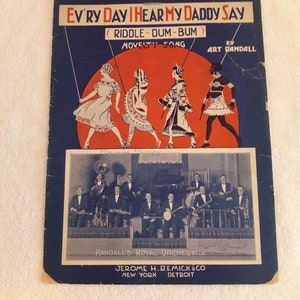 EV'RY DAY I HEAR MY DADDY SAY
(RIDDLE-DUM-BUM)
NOVELTY SONG
BY
ART RANDALL
RANDALL'S ROYAL ORCHESTRA
JEROME H. REMICK & CO
NEW YORK DETROIT